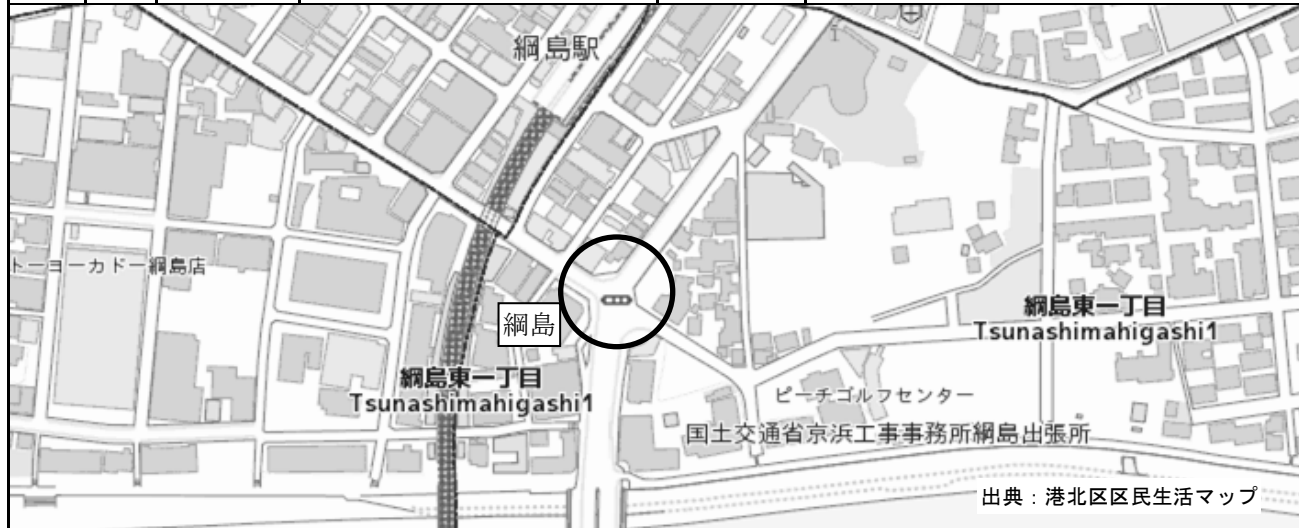 綱島駅
トーヨーカドー綱島店
綱島
綱島東一丁目
Tsunashimahigashi1
綱島東一丁目
Tsunashimahigashi1
ピーチゴルフセンター
国土交通省京浜工事事務所綱島出張所
出典：港北区区民生活マップ